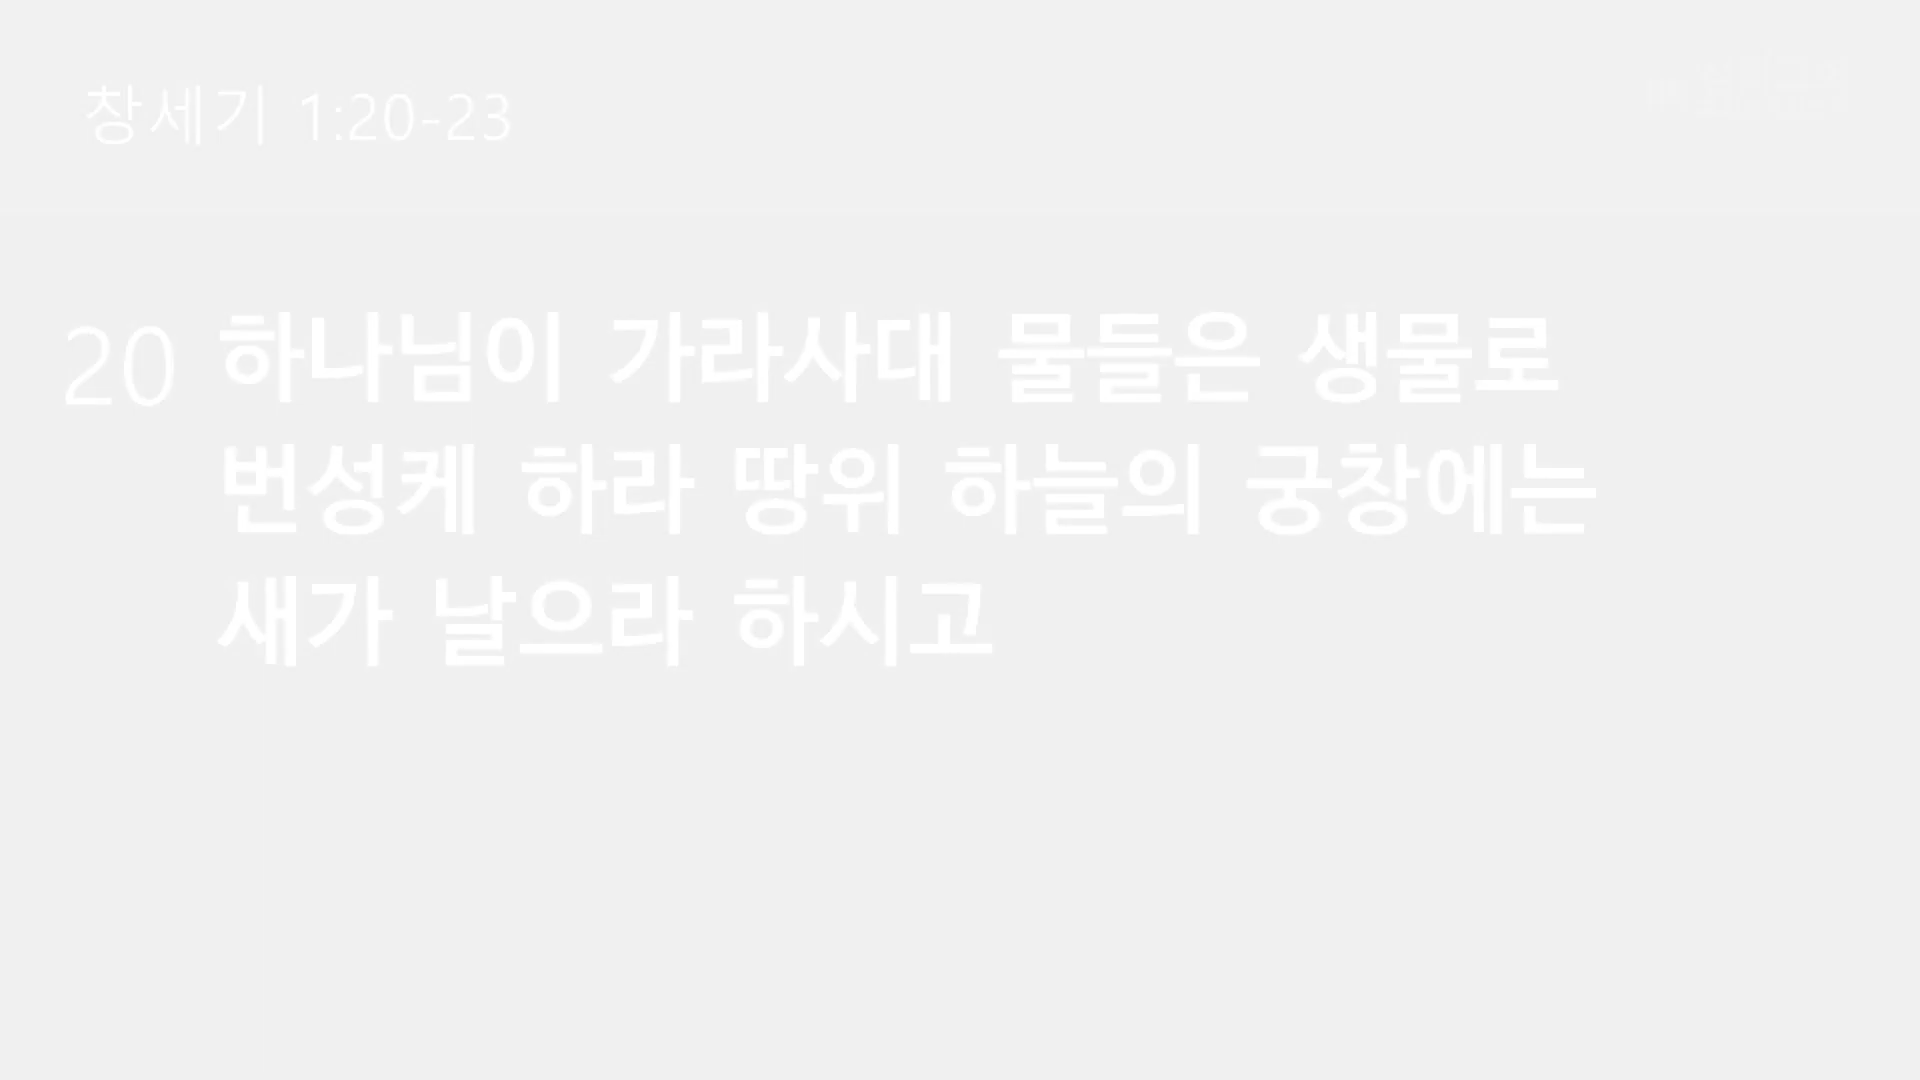 창세기 1:20-23
20 하나님이 가라사대 물들은 생물로
번성케 하라 땅위 하늘의 궁창에는
새가 날으라 하시고